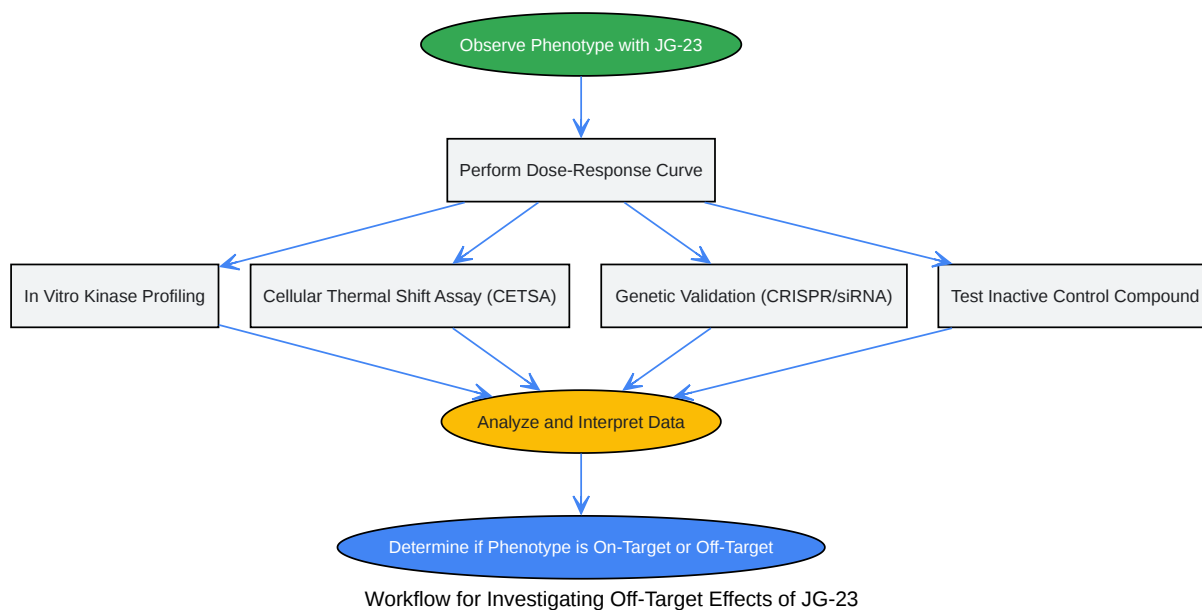 Observe Phenotype with JG-23
Perform Dose-Response Curve
In Vitro Kinase Profiling
Cellular Thermal Shift Assay (CETSA)
Genetic Validation (CRISPR/siRNA)
Test Inactive Control Compound
Analyze and Interpret Data
Determine if Phenotype is On-Target or Off-Target
Workflow for Investigating Off-Target Effects of JG-23